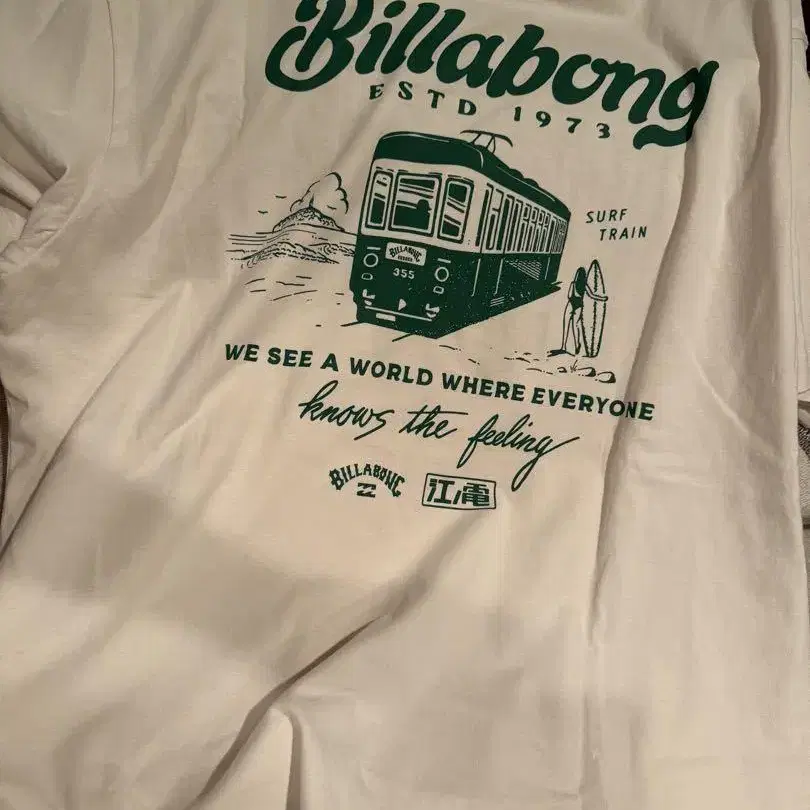 Billabong
ESTD 1973
SURF
TRAIN
BILLABONG
355
WE SEE A WORLD WHERE EVERYONE
knows the feeling
BILLABONG
江ノ電